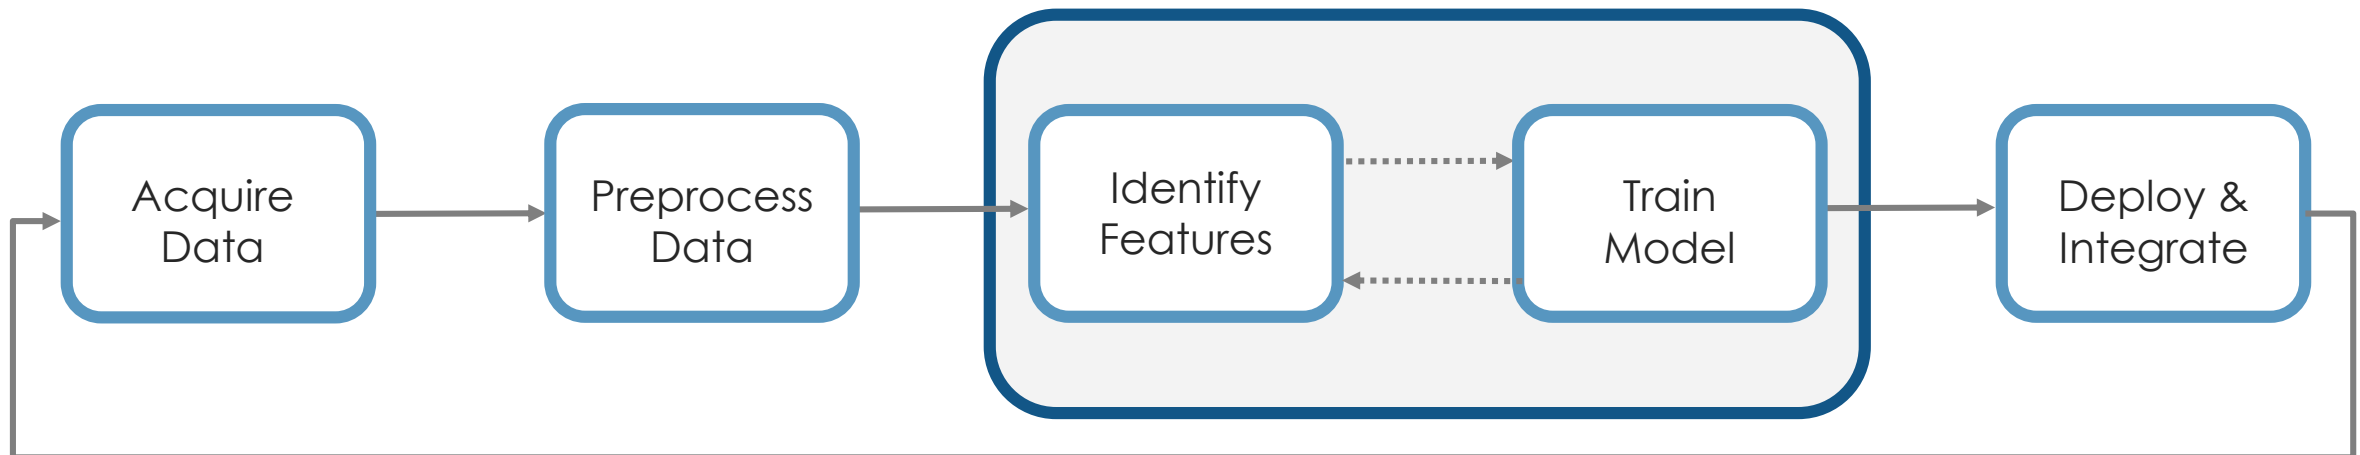 Acquire
Data
Preprocess
Data
Identify
Features
Train
Model
Deploy &
Integrate